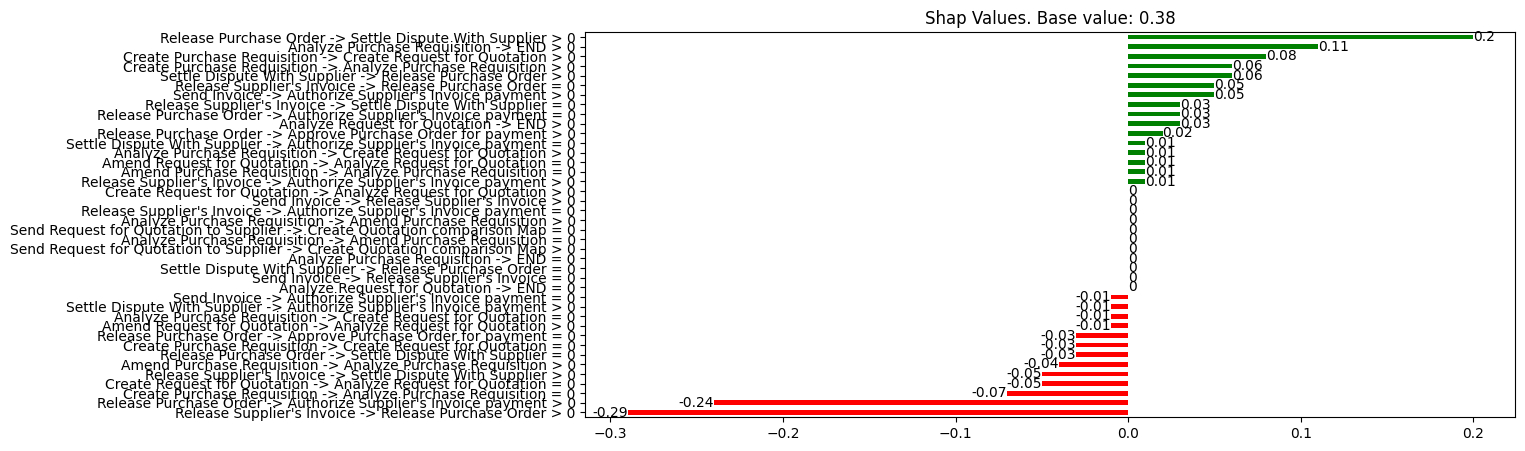 Shap Values. Base value: 0.38
Release Purchase Order -> Settle Dispute With Supplier > 0 0.2
Analyze Purchase Requisition -> END > 0 0.11
Create Purchase Requisition -> Create Request for Quotation > 0 0.08
Create Purchase Requisition -> Analyze Purchase Requisition > 0 0.06
Settle Dispute With Supplier -> Release Purchase Order > 0 0.06
Release Supplier's Invoice -> Release Purchase Order = 0 0.05
Send Invoice -> Authorize Supplier's Invoice payment > 0 0.05
Release Supplier's Invoice -> Settle Dispute With Supplier = 0 0.03
Release Purchase Order -> Authorize Supplier's Invoice payment = 0 0.03
Analyze Request for Quotation -> END > 0 0.03
Release Purchase Order -> Approve Purchase Order for payment > 0 0.02
Settle Dispute With Supplier -> Authorize Supplier's Invoice payment = 0 0.01
Analyze Purchase Requisition -> Create Request for Quotation > 0 0.01
Amend Request for Quotation -> Analyze Request for Quotation = 0 0.01
Amend Purchase Requisition -> Analyze Purchase Requisition = 0 0.01
Release Supplier's Invoice -> Authorize Supplier's Invoice payment > 0 0.01
Create Request for Quotation -> Analyze Request for Quotation > 0 0
Send Invoice -> Release Supplier's Invoice > 0 0
Release Supplier's Invoice -> Authorize Supplier's Invoice payment = 0 0
Analyze Purchase Requisition -> Amend Purchase Requisition > 0 0
Send Request for Quotation to Supplier -> Create Quotation comparison Map = 0 0
Analyze Purchase Requisition -> Amend Purchase Requisition = 0 0
Send Request for Quotation to Supplier -> Create Quotation comparison Map > 0 0
Analyze Purchase Requisition -> END = 0 0
Settle Dispute With Supplier -> Release Purchase Order = 0 0
Send Invoice -> Release Supplier's Invoice = 0 0
Analyze Request for Quotation -> END = 0 0
Send Invoice -> Authorize Supplier's Invoice payment = 0 -0.01
Settle Dispute With Supplier -> Authorize Supplier's Invoice payment > 0 -0.01
Analyze Purchase Requisition -> Create Request for Quotation = 0 -0.01
Amend Request for Quotation -> Analyze Request for Quotation > 0 -0.01
Release Purchase Order -> Approve Purchase Order for payment = 0 -0.03
Create Purchase Requisition -> Create Request for Quotation = 0 -0.03
Release Purchase Order -> Settle Dispute With Supplier = 0 -0.03
Amend Purchase Requisition -> Analyze Purchase Requisition > 0 -0.04
Release Supplier's Invoice -> Settle Dispute With Supplier > 0 -0.05
Create Request for Quotation -> Analyze Request for Quotation = 0 -0.05
Create Purchase Requisition -> Analyze Purchase Requisition = 0 -0.07
Release Purchase Order -> Authorize Supplier's Invoice payment > 0 -0.24
Release Supplier's Invoice -> Release Purchase Order > 0 -0.29
−0.3 −0.2 −0.1 0.0 0.1 0.2